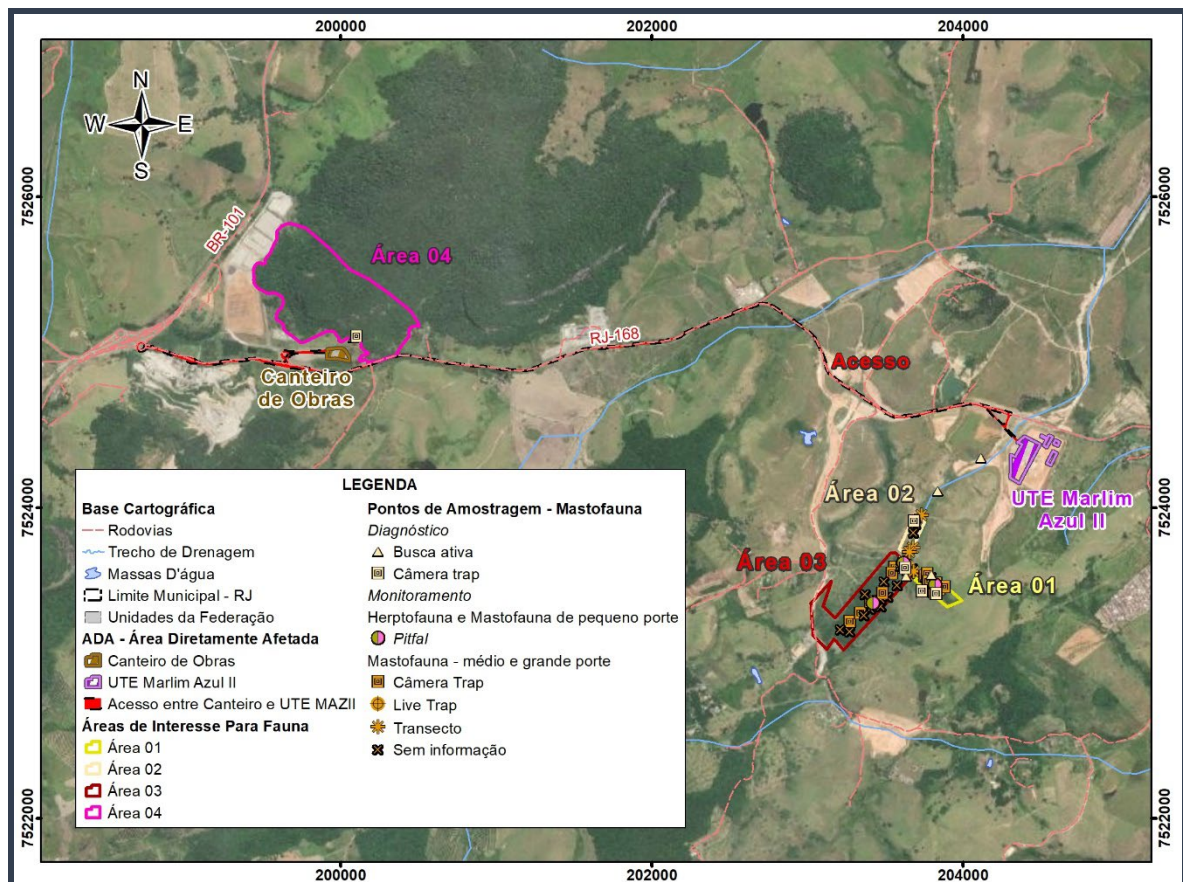 200000
202000
204000
N
W
E
S
7526000
7526000
BR-101
Área 04
RJ-168
Acesso
Canteiro
de Obras
Área 02
UTE Marlim
Azul II
7524000
7524000
Área 03
Área 01
LEGENDA
Base Cartográfica
Rodovias
Trecho de Drenagem
Massas D'água
Limite Municipal - RJ
Unidades da Federação
ADA - Área Diretamente Afetada
Canteiro de Obras
UTE Marlim Azul II
Acesso entre Canteiro e UTE MAZII
Áreas de Interesse Para Fauna
Área 01
Área 02
Área 03
Área 04
Pontos de Amostragem - Mastofauna
Diagnóstico
Busca ativa
Câmera trap
Monitoramento
Herptofauna e Mastofauna de pequeno porte
Pitfal
Mastofauna - médio e grande porte
Câmera Trap
Live Trap
Transecto
Sem informação
7522000
7522000
200000
202000
204000